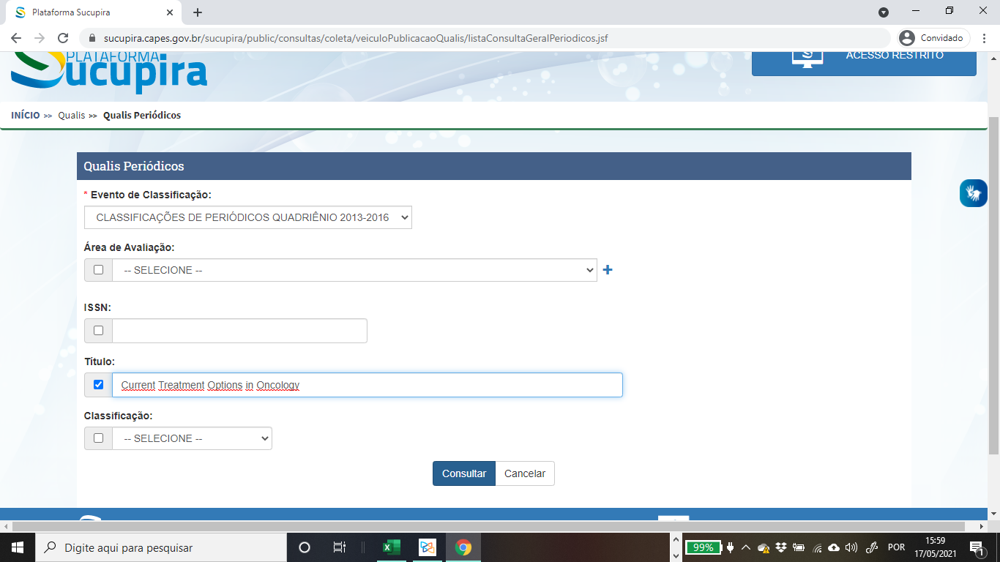 Plataforma Sucupira
sucupira.capes.gov.br/sucupira/public/consultas/coleta/veiculoPublicacaoQualis/listaConsultaGeralPeriodicos.jsf
Convidado
PLATAFORMA
Sucupira
S
ACESSO RESTRITO
INÍCIO >> Qualis >> Qualis Periódicos
Qualis Periódicos
* Evento de Classificação:
CLASSIFICAÇÕES DE PERIÓDICOS QUADRIÊNIO 2013-2016
Área de Avaliação:
-- SELECIONE --
ISSN:
Título:
Current Treatment Options in Oncology
Classificação:
-- SELECIONE --
Consultar Cancelar
Digite aqui para pesquisar
99%
POR
15:59
17/05/2021
1